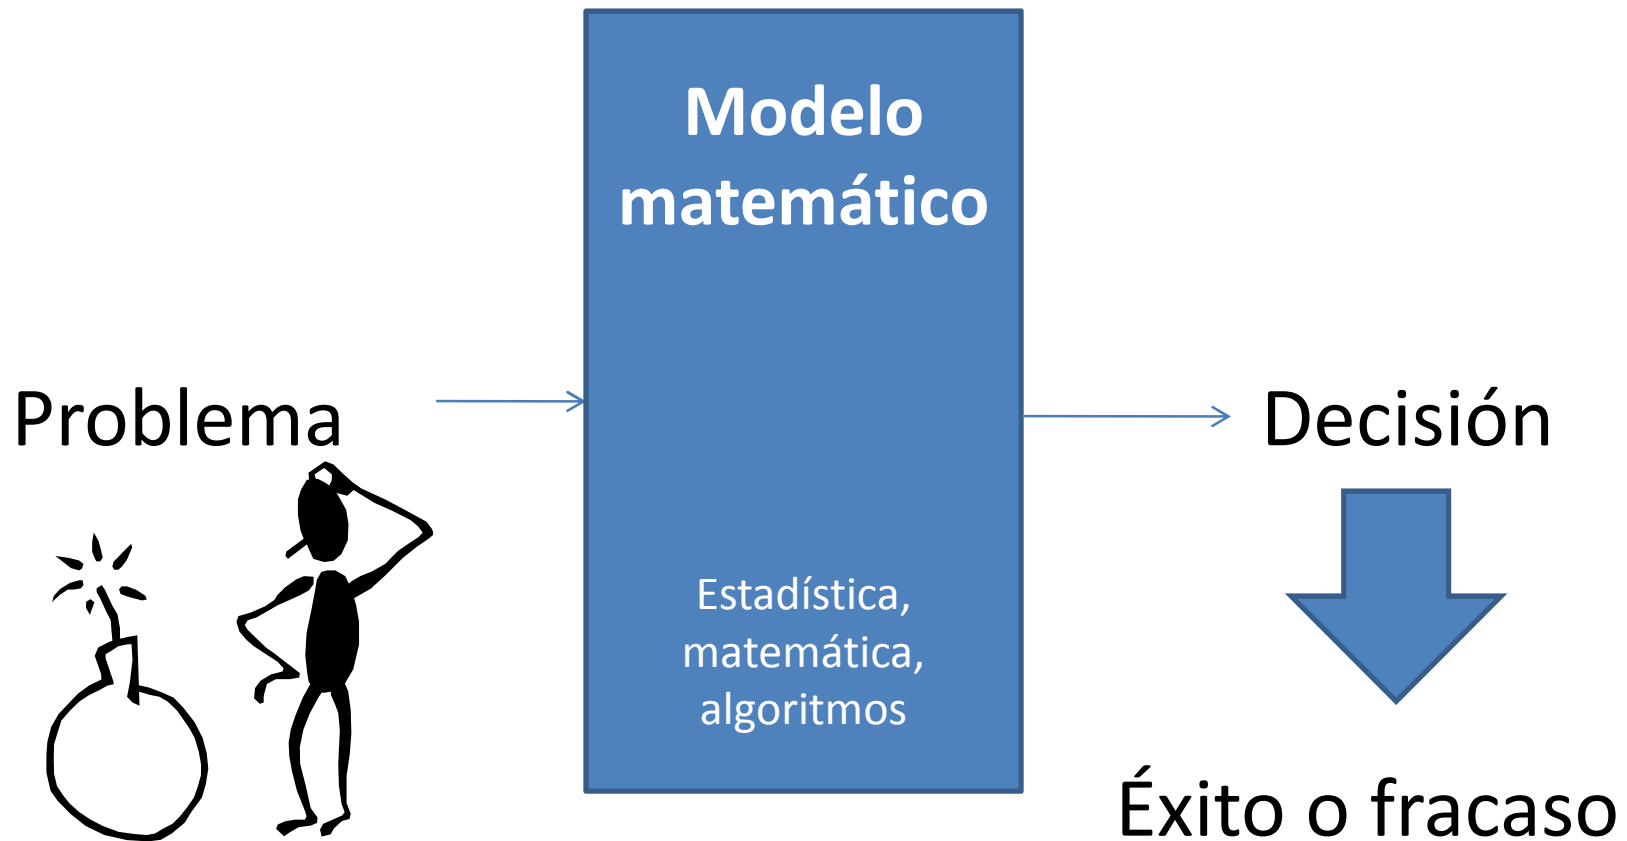 Problema
Modelo
matemático
Estadística,
matemática,
algoritmos
Decisión
Éxito o fracaso